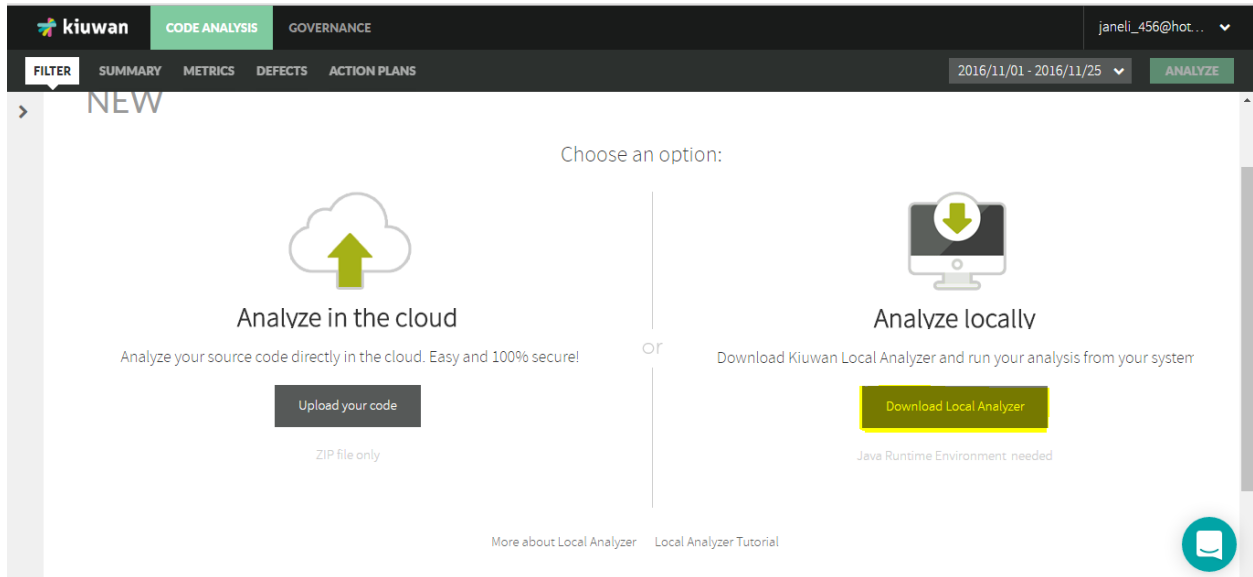 kiuwan CODE ANALYSIS GOVERNANCE janeli_456@hot...
FILTER SUMMARY METRICS DEFECTS ACTION PLANS 2016/11/01 - 2016/11/25 ANALYZE
NEW
Choose an option:
Analyze in the cloud
Analyze your source code directly in the cloud. Easy and 100% secure!
Upload your code
ZIP file only
or
Analyze locally
Download Kiuwan Local Analyzer and run your analysis from your system
Download Local Analyzer
Java Runtime Environment needed
More about Local Analyzer Local Analyzer Tutorial